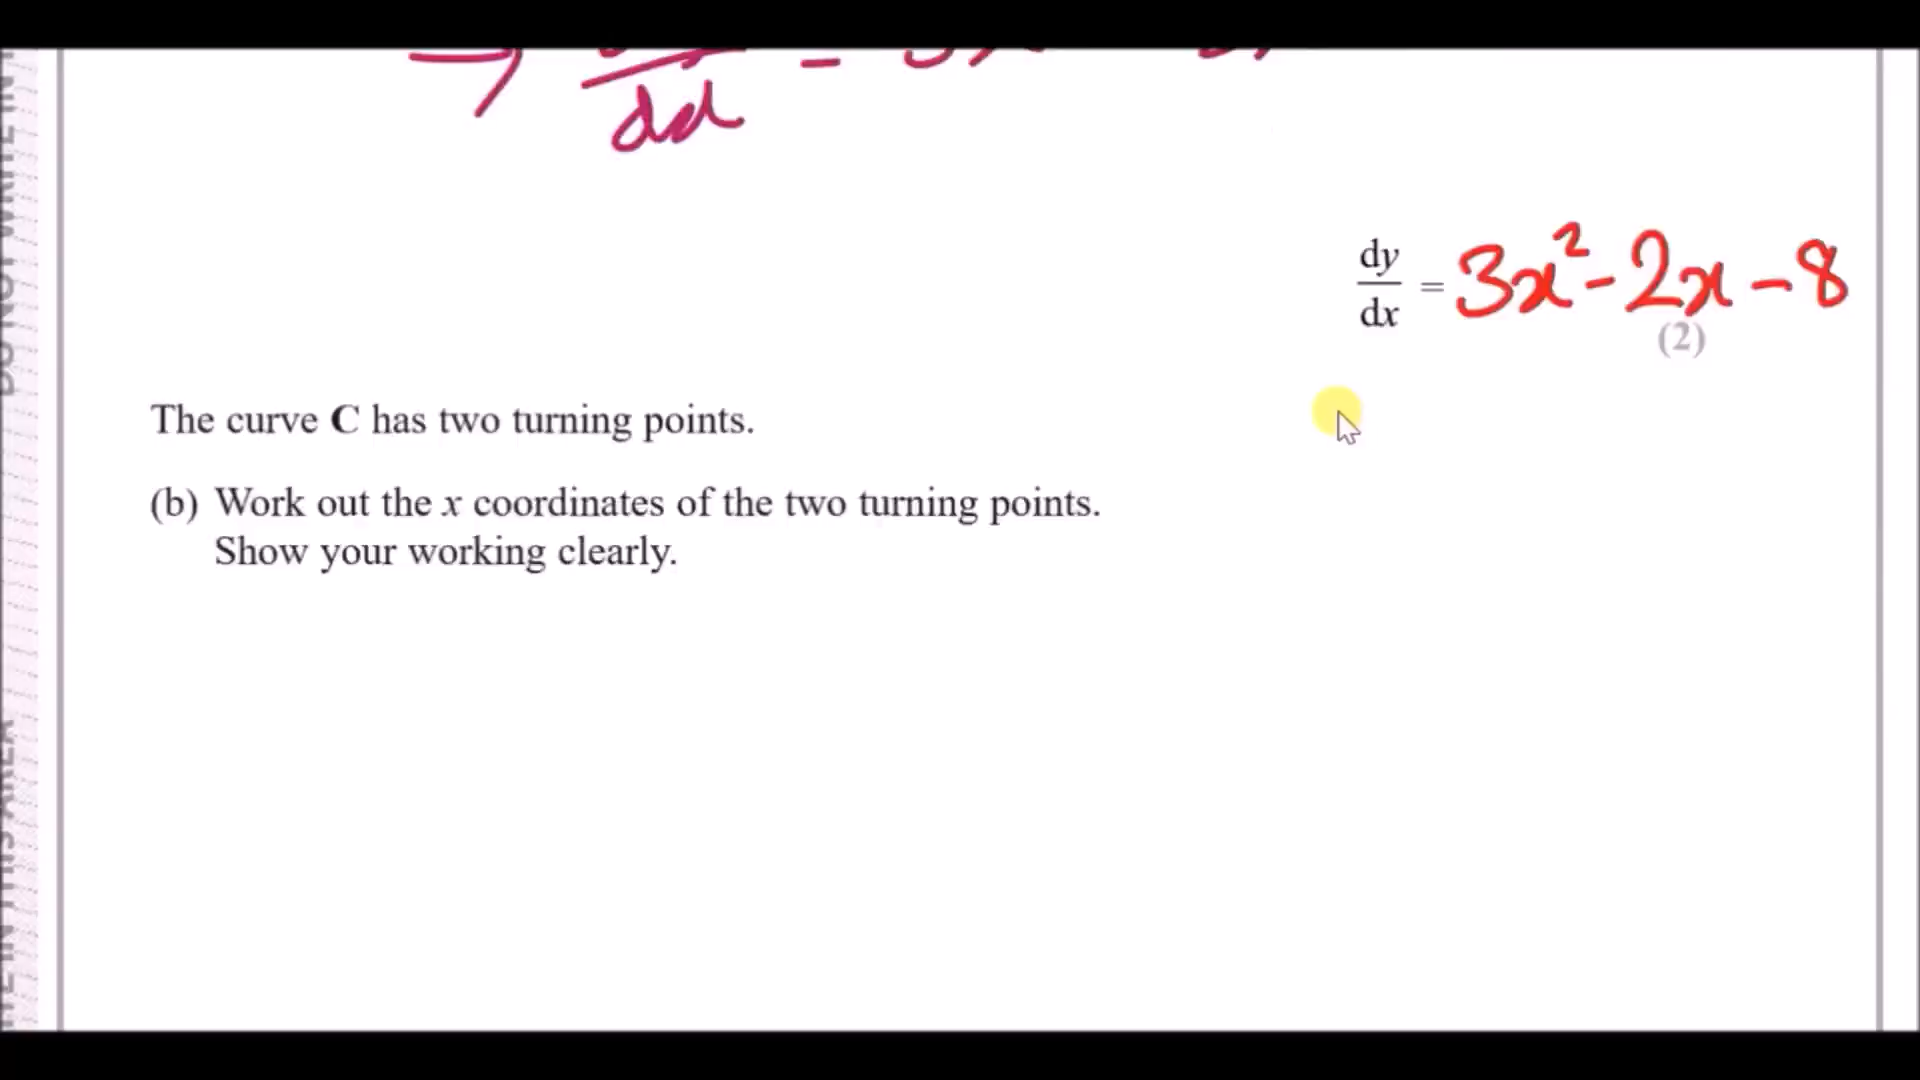 dx
dy/dx = 3x² - 2x - 8
(2)
The curve C has two turning points.
(b) Work out the x coordinates of the two turning points.
Show your working clearly.